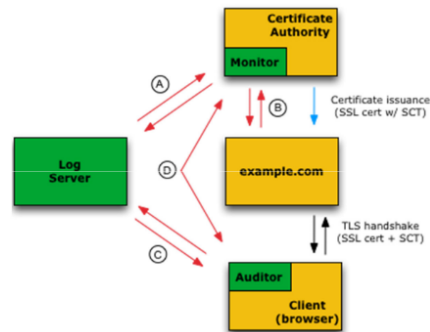 Certificate
Authority
Monitor
A
B
Certificate issuance
(SSL cert w/ SCT)
Log
Server
D
example.com
C
TLS handshake
(SSL cert + SCT)
Auditor
Client
(browser)